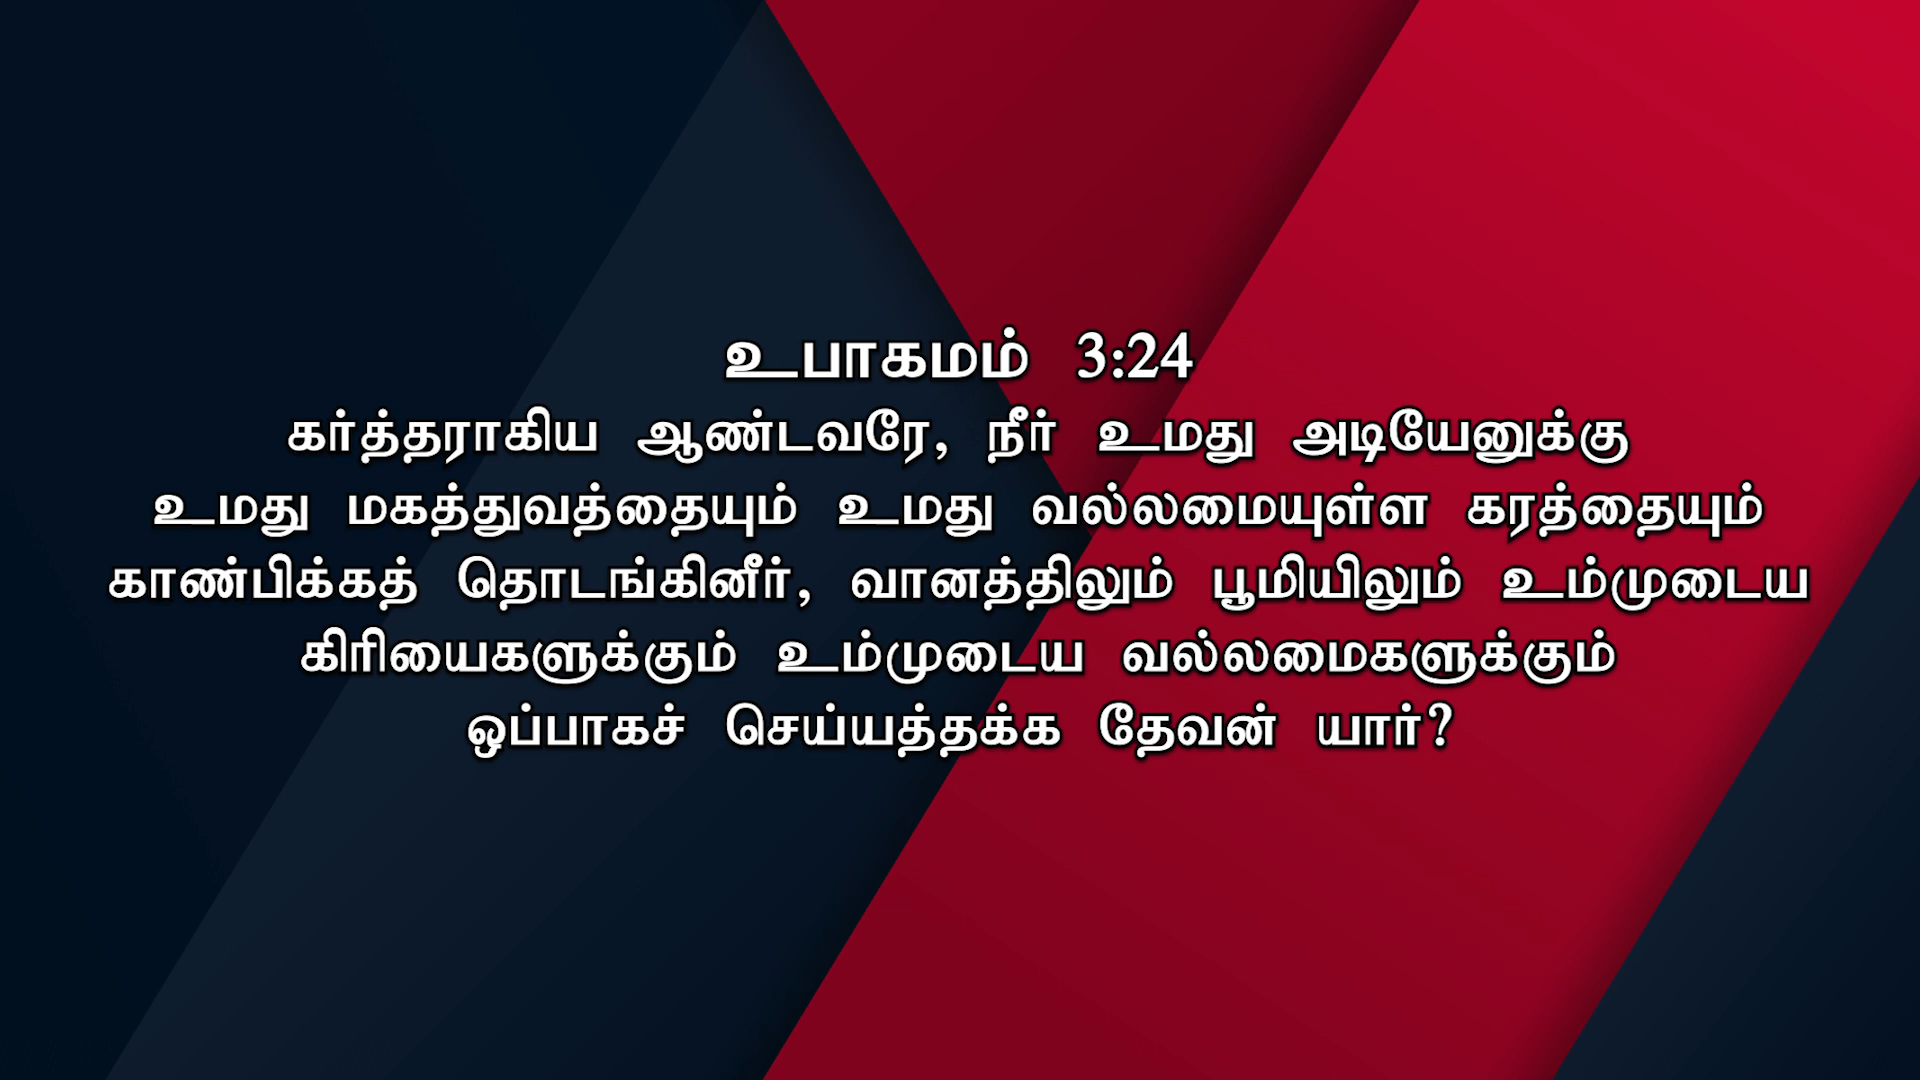 உபாகமம் 3:24
கர்த்தராகிய ஆண்டவரே, நீர் உமது அடியேனுக்கு
உமது மகத்துவத்தையும் உமது வல்லமையுள்ள கரத்தையும்
காண்பிக்கத் தொடங்கினீர், வானத்திலும் பூமியிலும் உம்முடைய
கிரியைகளுக்கும் உம்முடைய வல்லமைகளுக்கும்
ஒப்பாகச் செய்யத்தக்க தேவன் யார்?